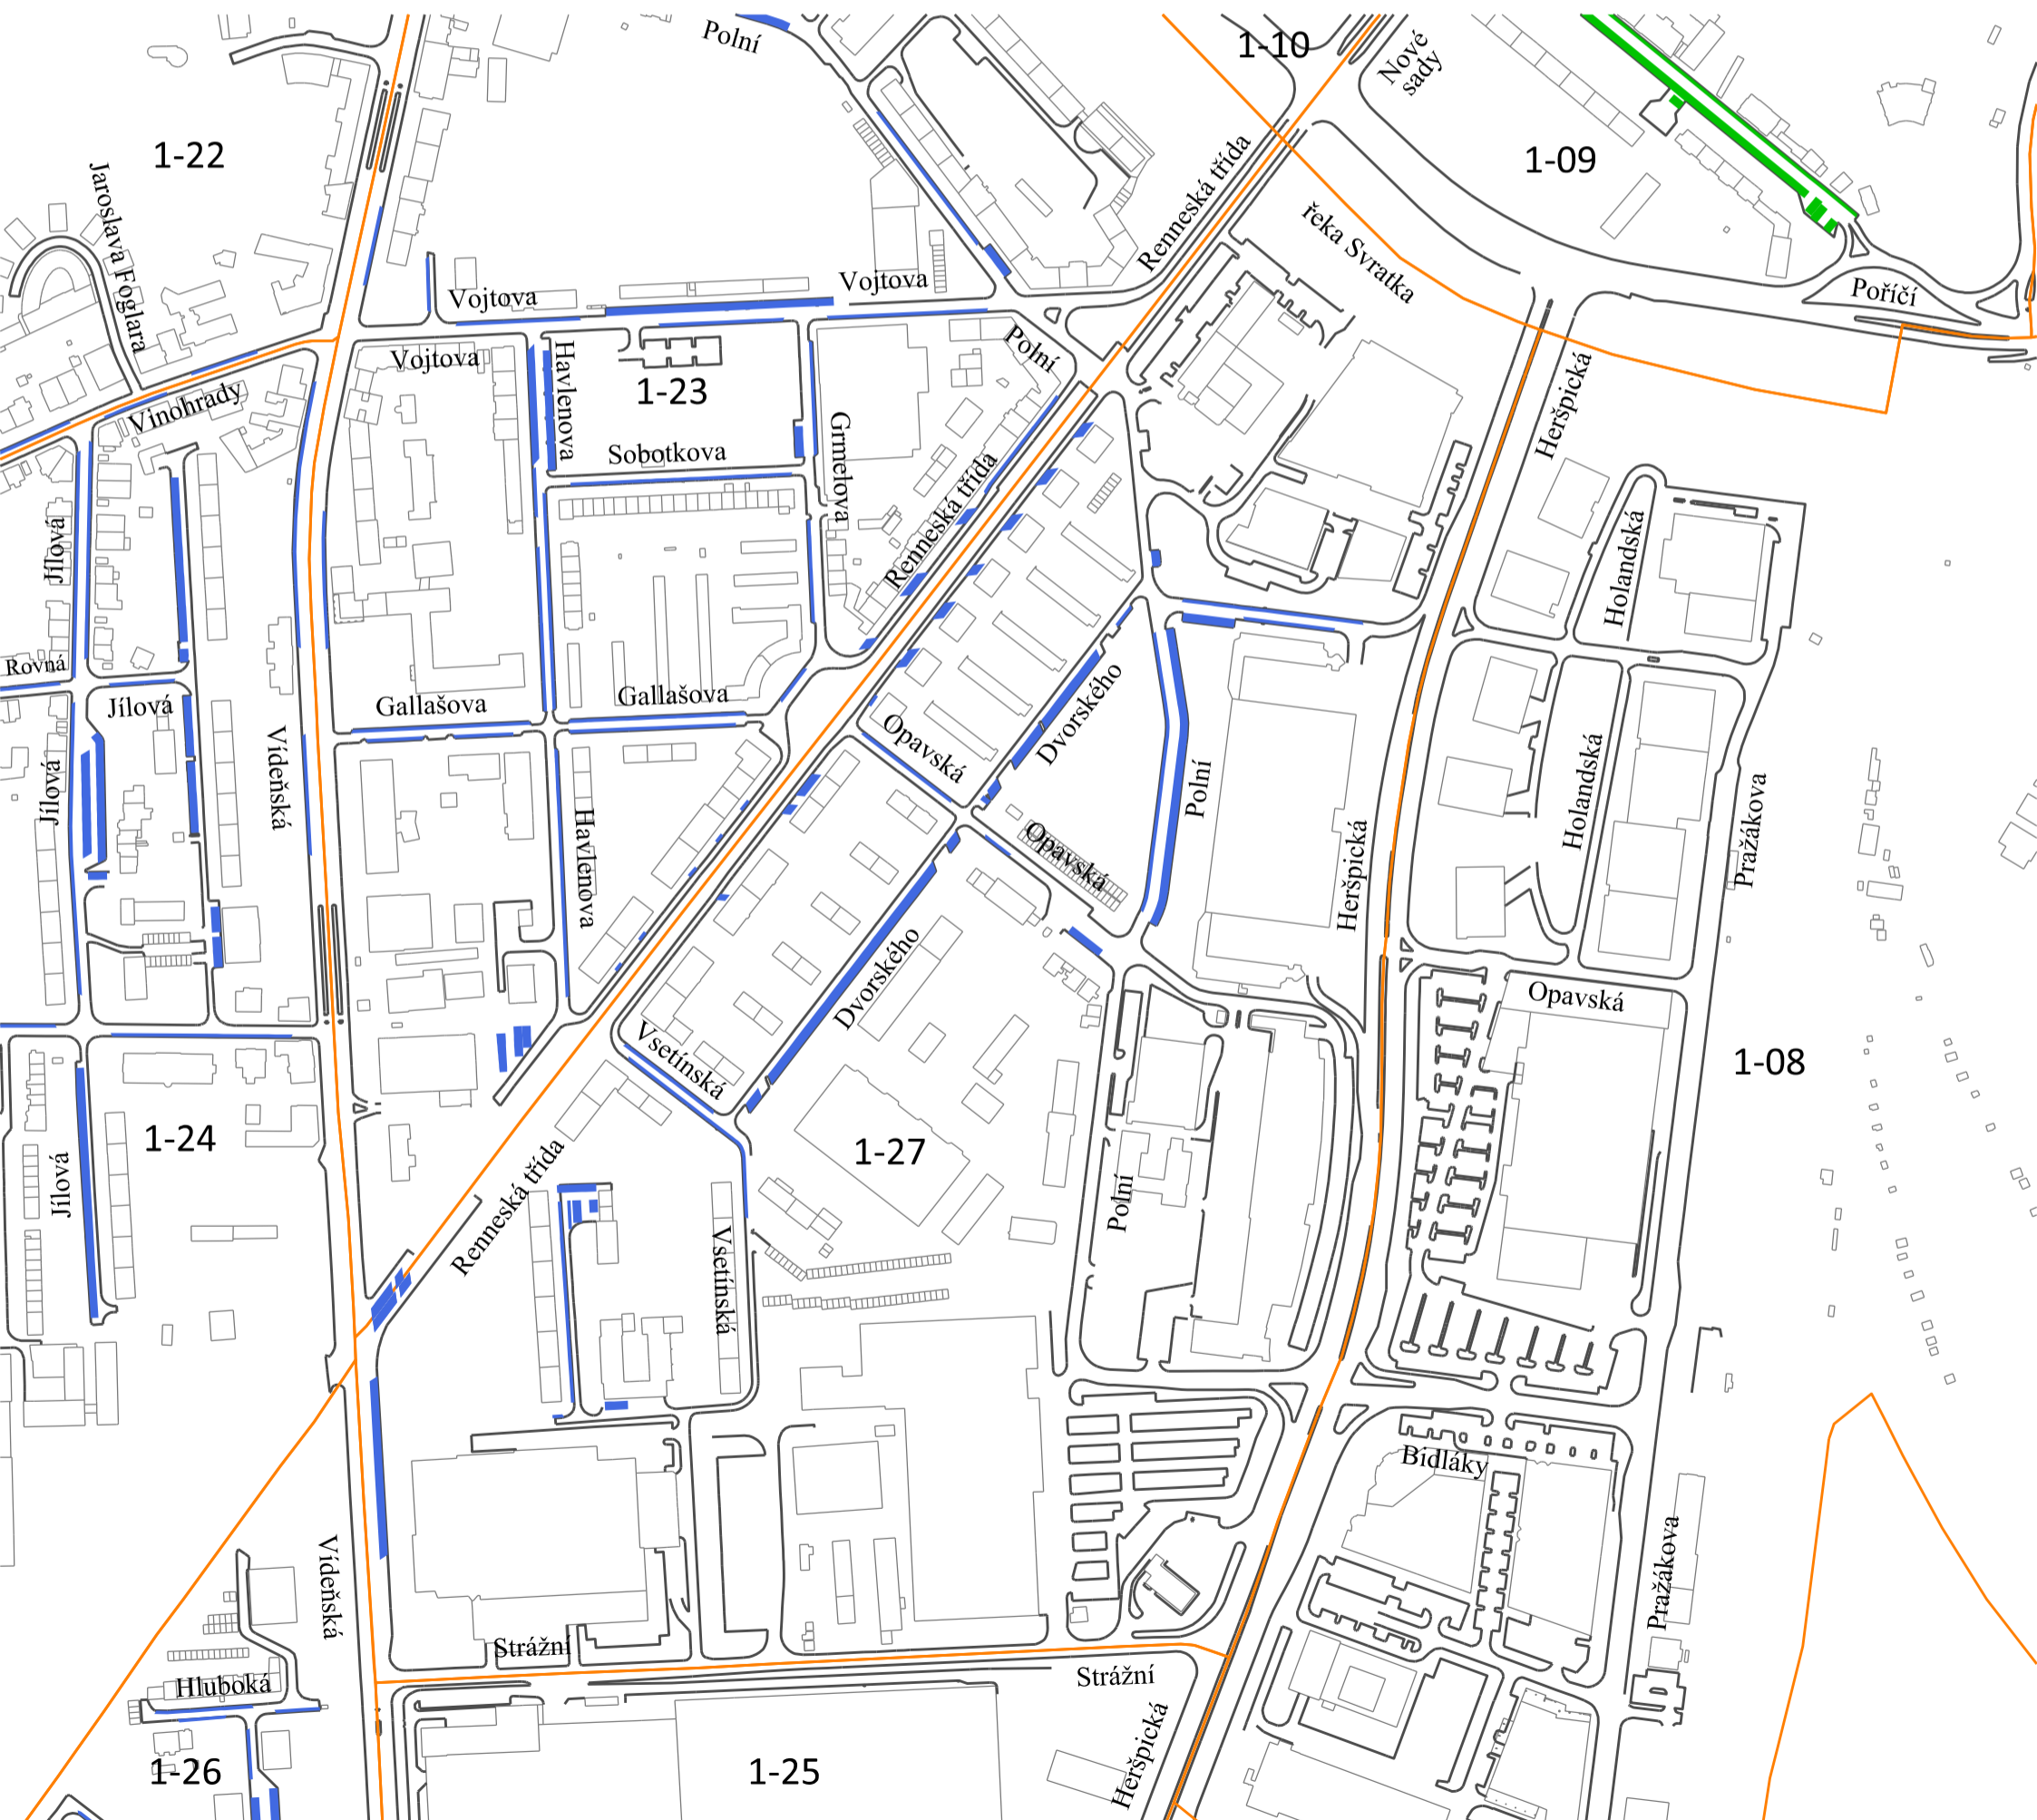 Polní
1-10
Nové
sady
1-22
1-09
Jaroslava Foglara
Renneská třída
řeka Svratka
Vojtova
Vojtova
Poříčí
Vojtova
Havlenova
Polní
1-23
Heršpická
Vinohrady
Grmelova
Sobotkova
Renneská třída
Jílová
Holandská
Rovná
Jílová
Gallašova
Gallašova
Dvorského
Opavská
Vídeňská
Jílová
Polní
Holandská
Pražákova
Havlenova
Opavská
Heršpická
Dvorského
Opavská
Vsetínská
1-08
1-24
1-27
Jílová
Renneská třída
Polní
Vsetínská
Bidláky
Vídeňská
Pražákova
Strážní
Strážní
Hluboká
Heršpická
1-26
1-25